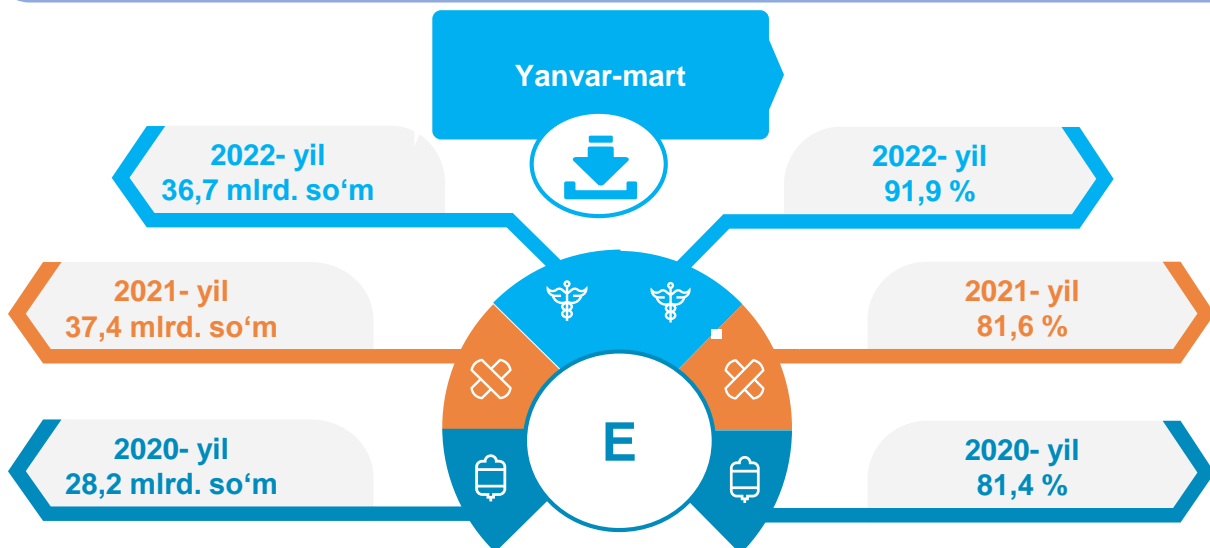 Yanvar-mart
2022- yil
36,7 mlrd. so‘m
2022- yil
91,9 %
2021- yil
37,4 mlrd. so‘m
2021- yil
81,6 %
2020- yil
28,2 mlrd. so‘m
E
2020- yil
81,4 %